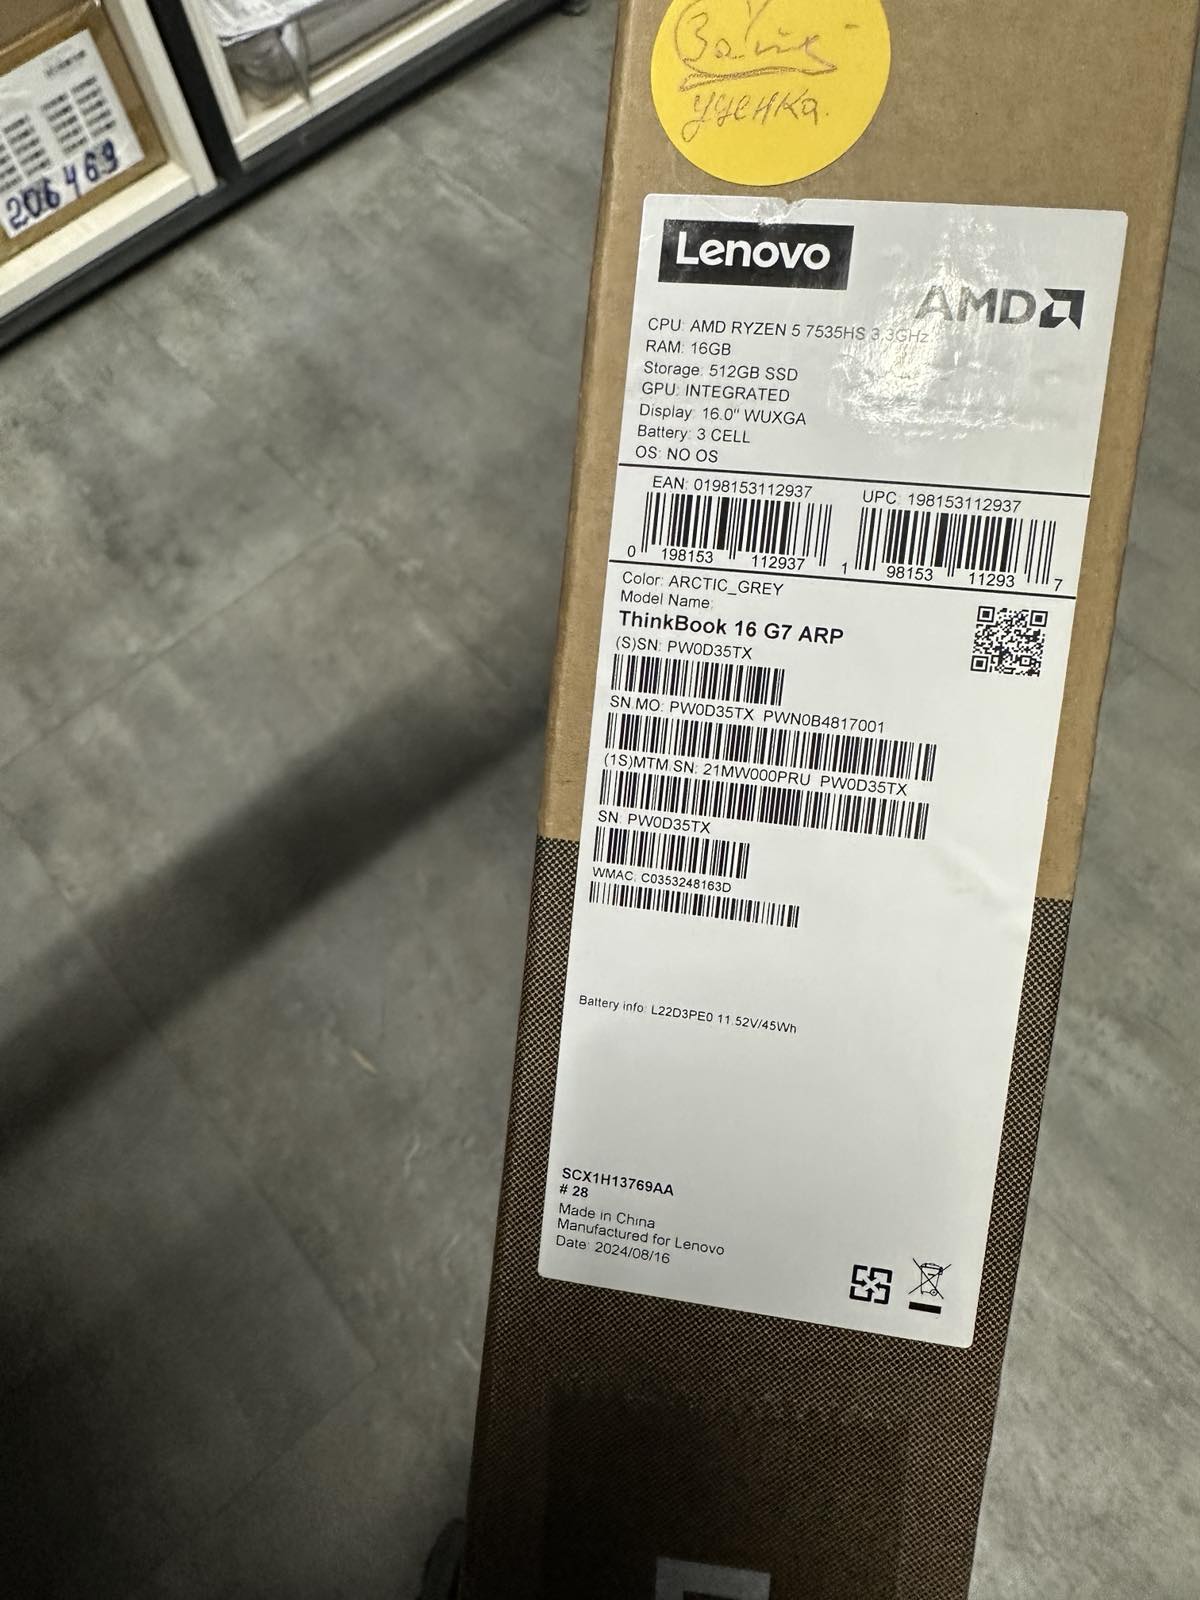 уценка.
206469
Lenovo
AMD
CPU: AMD RYZEN 5 7535HS 3.3GHz
RAM: 16GB
Storage: 512GB SSD
GPU: INTEGRATED
Display: 16.0" WUXGA
Battery: 3 CELL
OS: NO OS
EAN: 0198153112937
UPC: 198153112937
0 198153 112937
1 98153 11293 7
Color: ARCTIC_GREY
Model Name:
ThinkBook 16 G7 ARP
(S)SN: PW0D35TX
SN.MO: PW0D35TX PWN0B4817001
(1S)MTM.SN: 21MW000PRU PW0D35TX
SN: PW0D35TX
WMAC: C0353248163D
Battery info: L22D3PE0 11.52V/45Wh
SCX1H13769AA
# 28
Made in China
Manufactured for Lenovo
Date: 2024/08/16